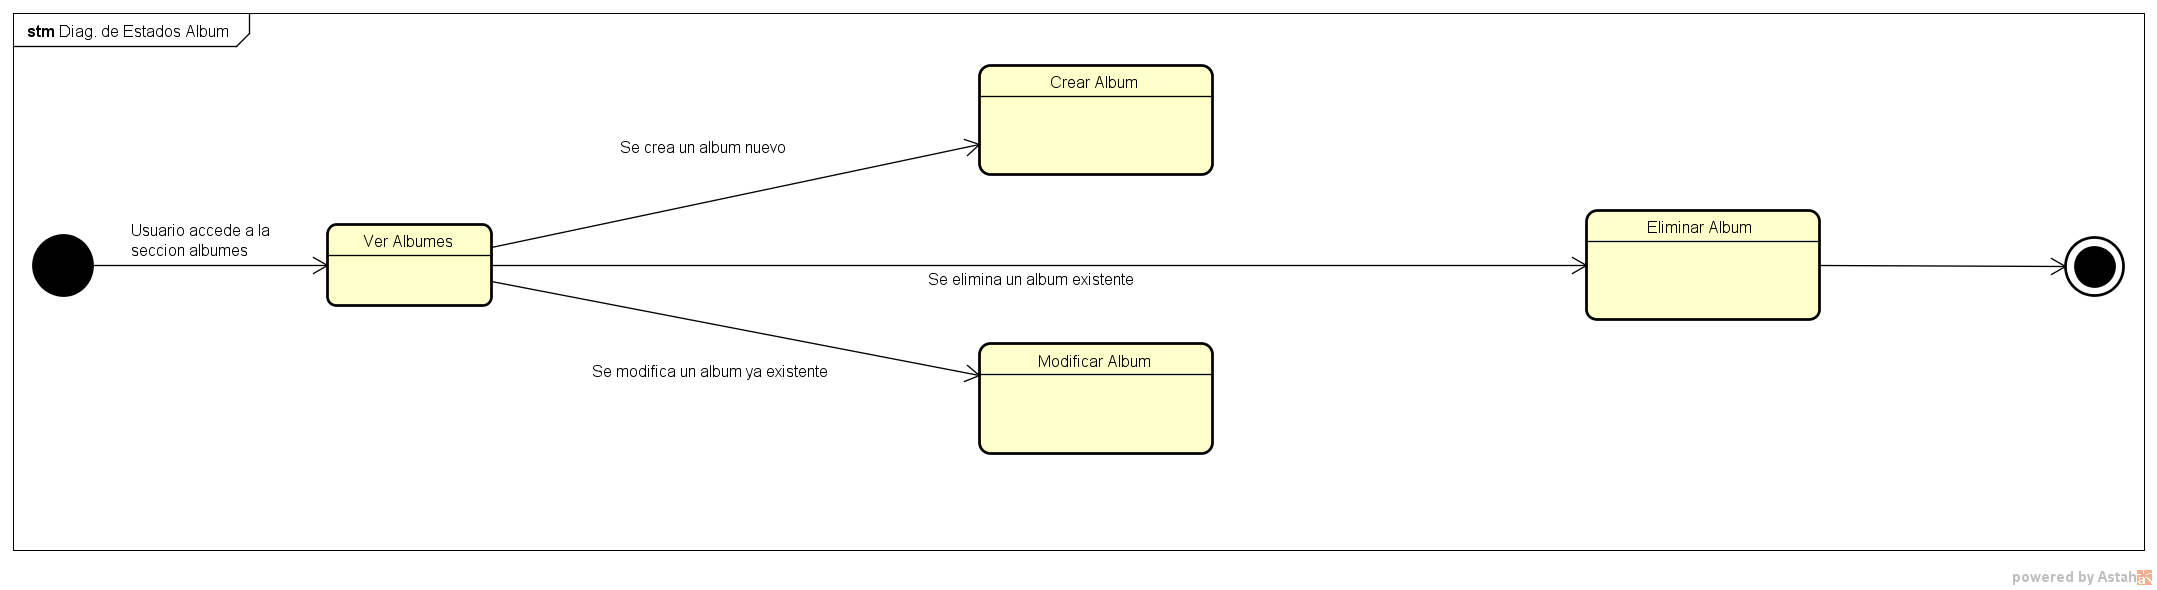 stm Diag. de Estados Album
Crear Album
Se crea un album nuevo
Usuario accede a la
seccion albumes
Ver Albumes
Eliminar Album
Se elimina un album existente
Modificar Album
Se modifica un album ya existente
powered by Astah